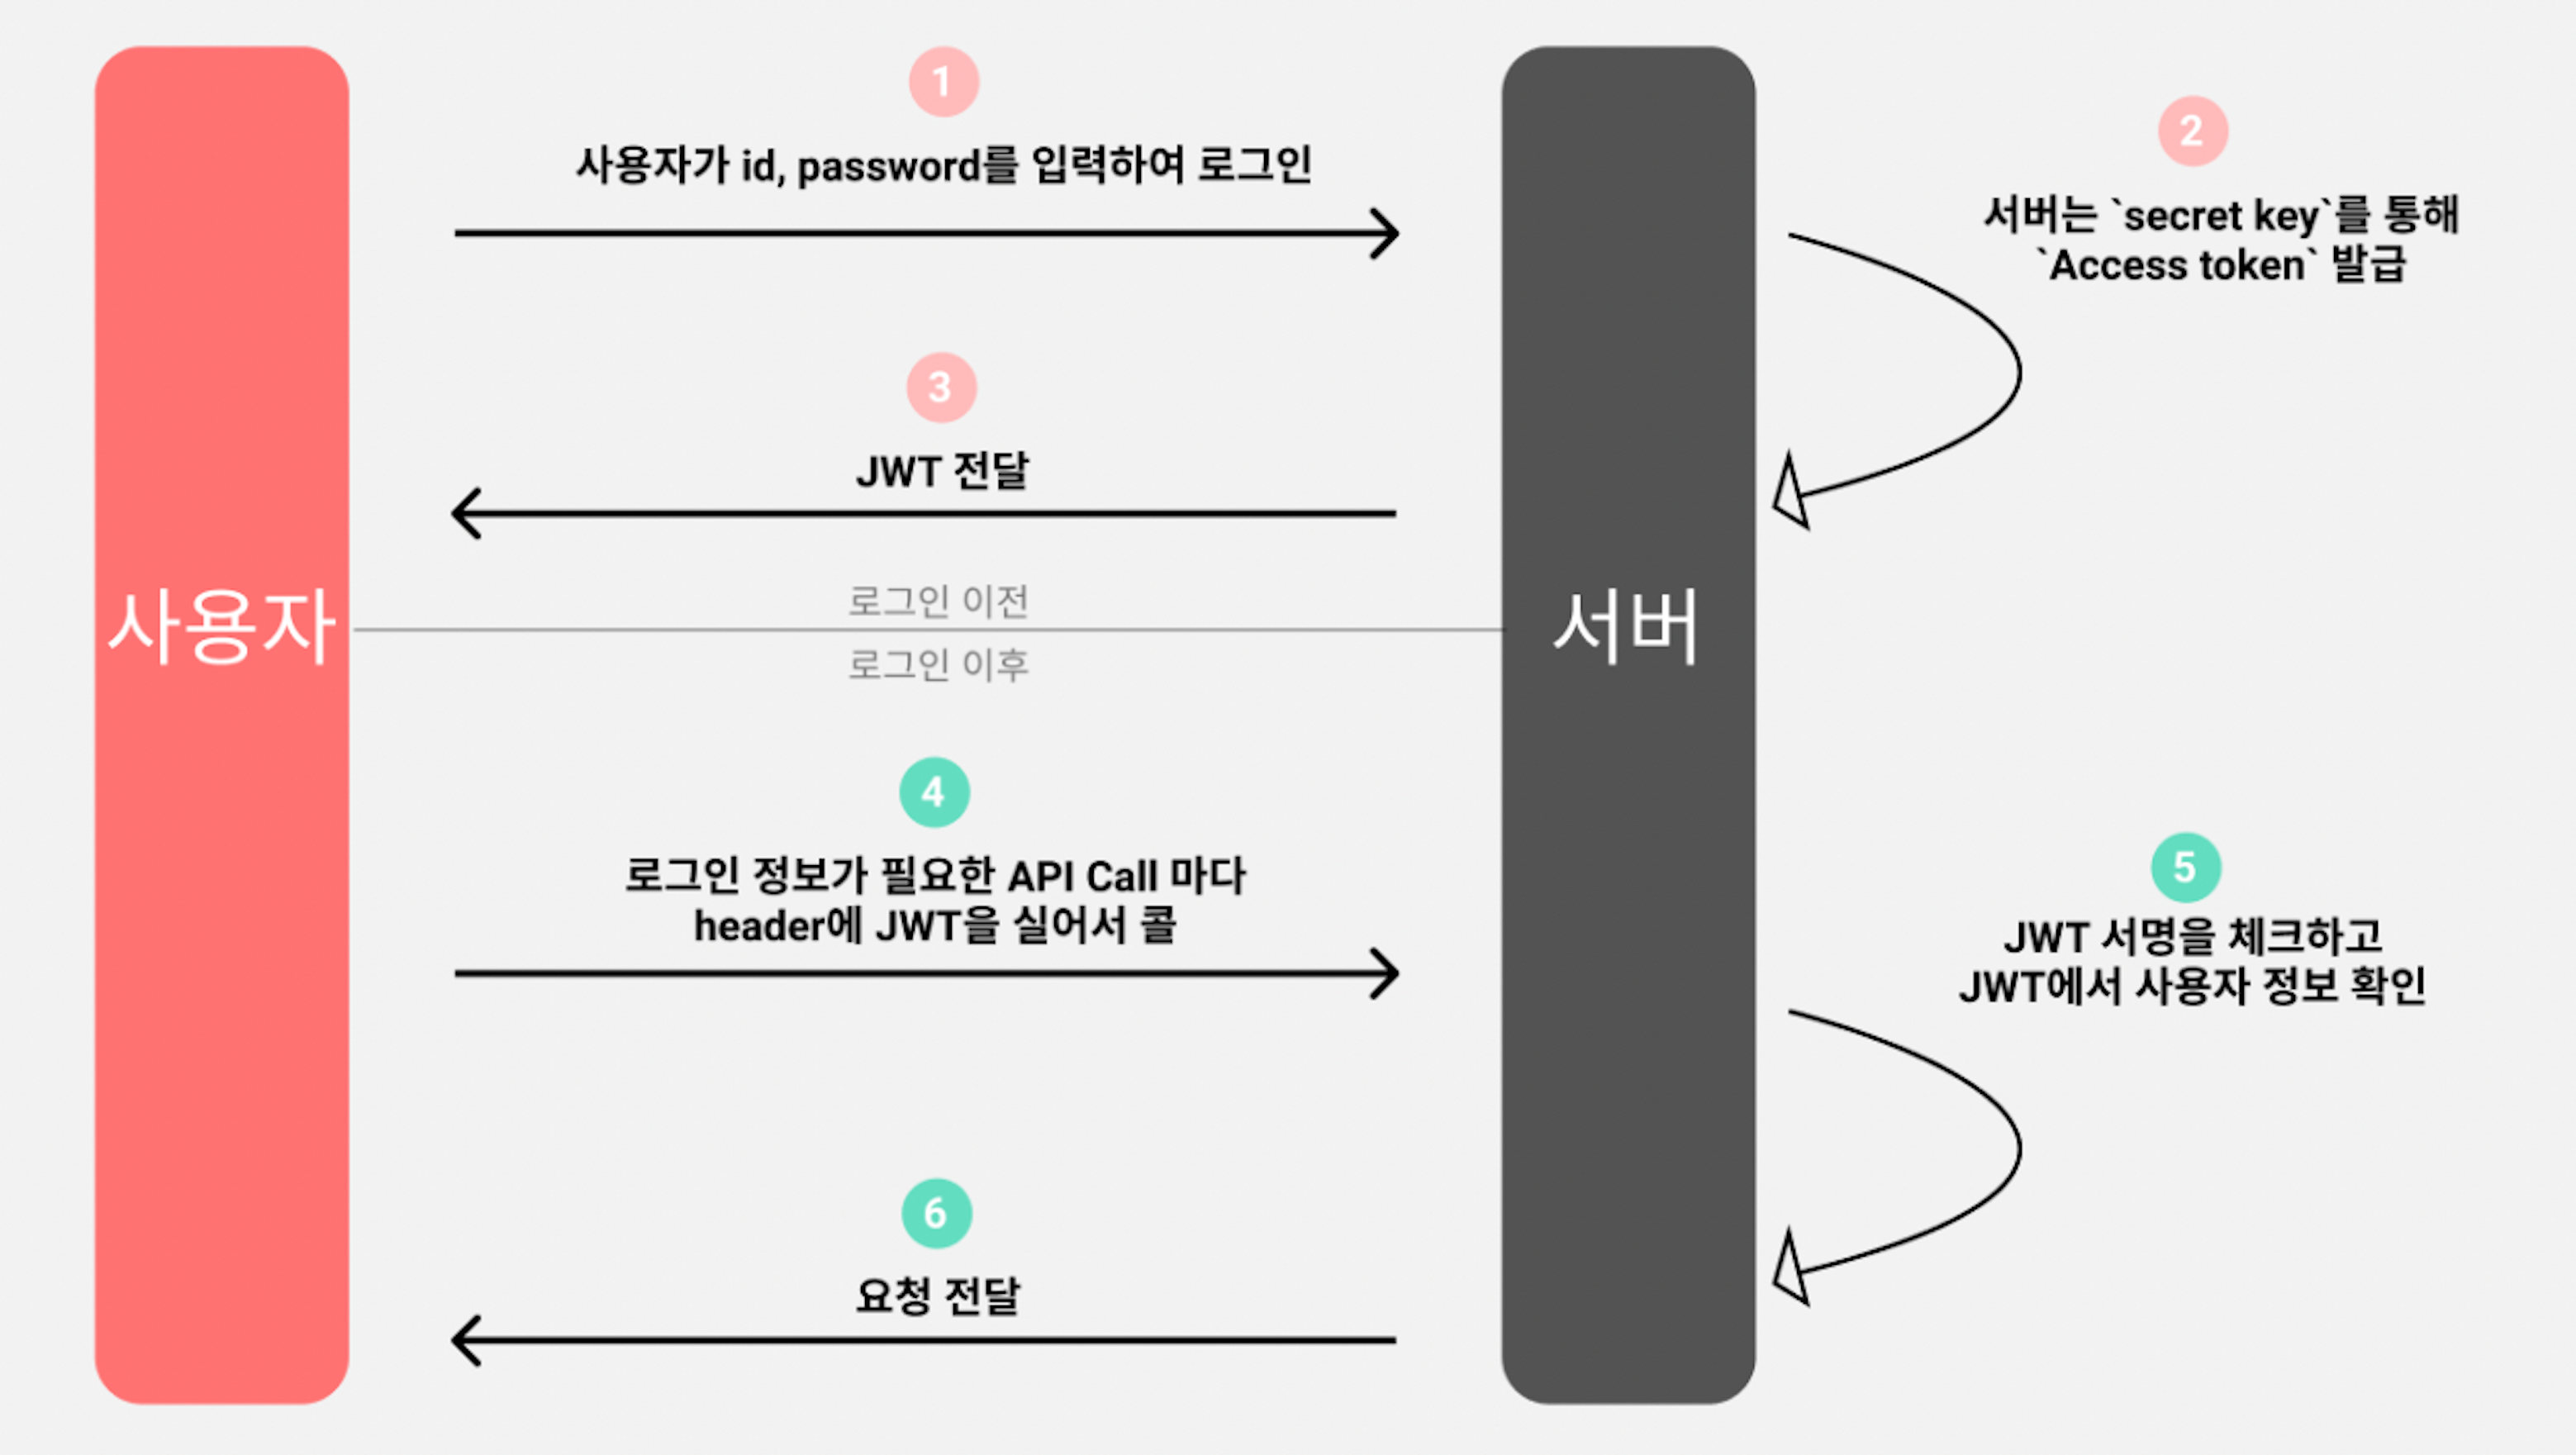 1
사용자가 id, password를 입력하여 로그인
2
서버는 `secret key`를 통해
`Access token` 발급
3
JWT 전달
사용자
서버
로그인 이전
로그인 이후
4
로그인 정보가 필요한 API Call 마다
header에 JWT을 실어서 콜
5
JWT 서명을 체크하고
JWT에서 사용자 정보 확인
6
요청 전달